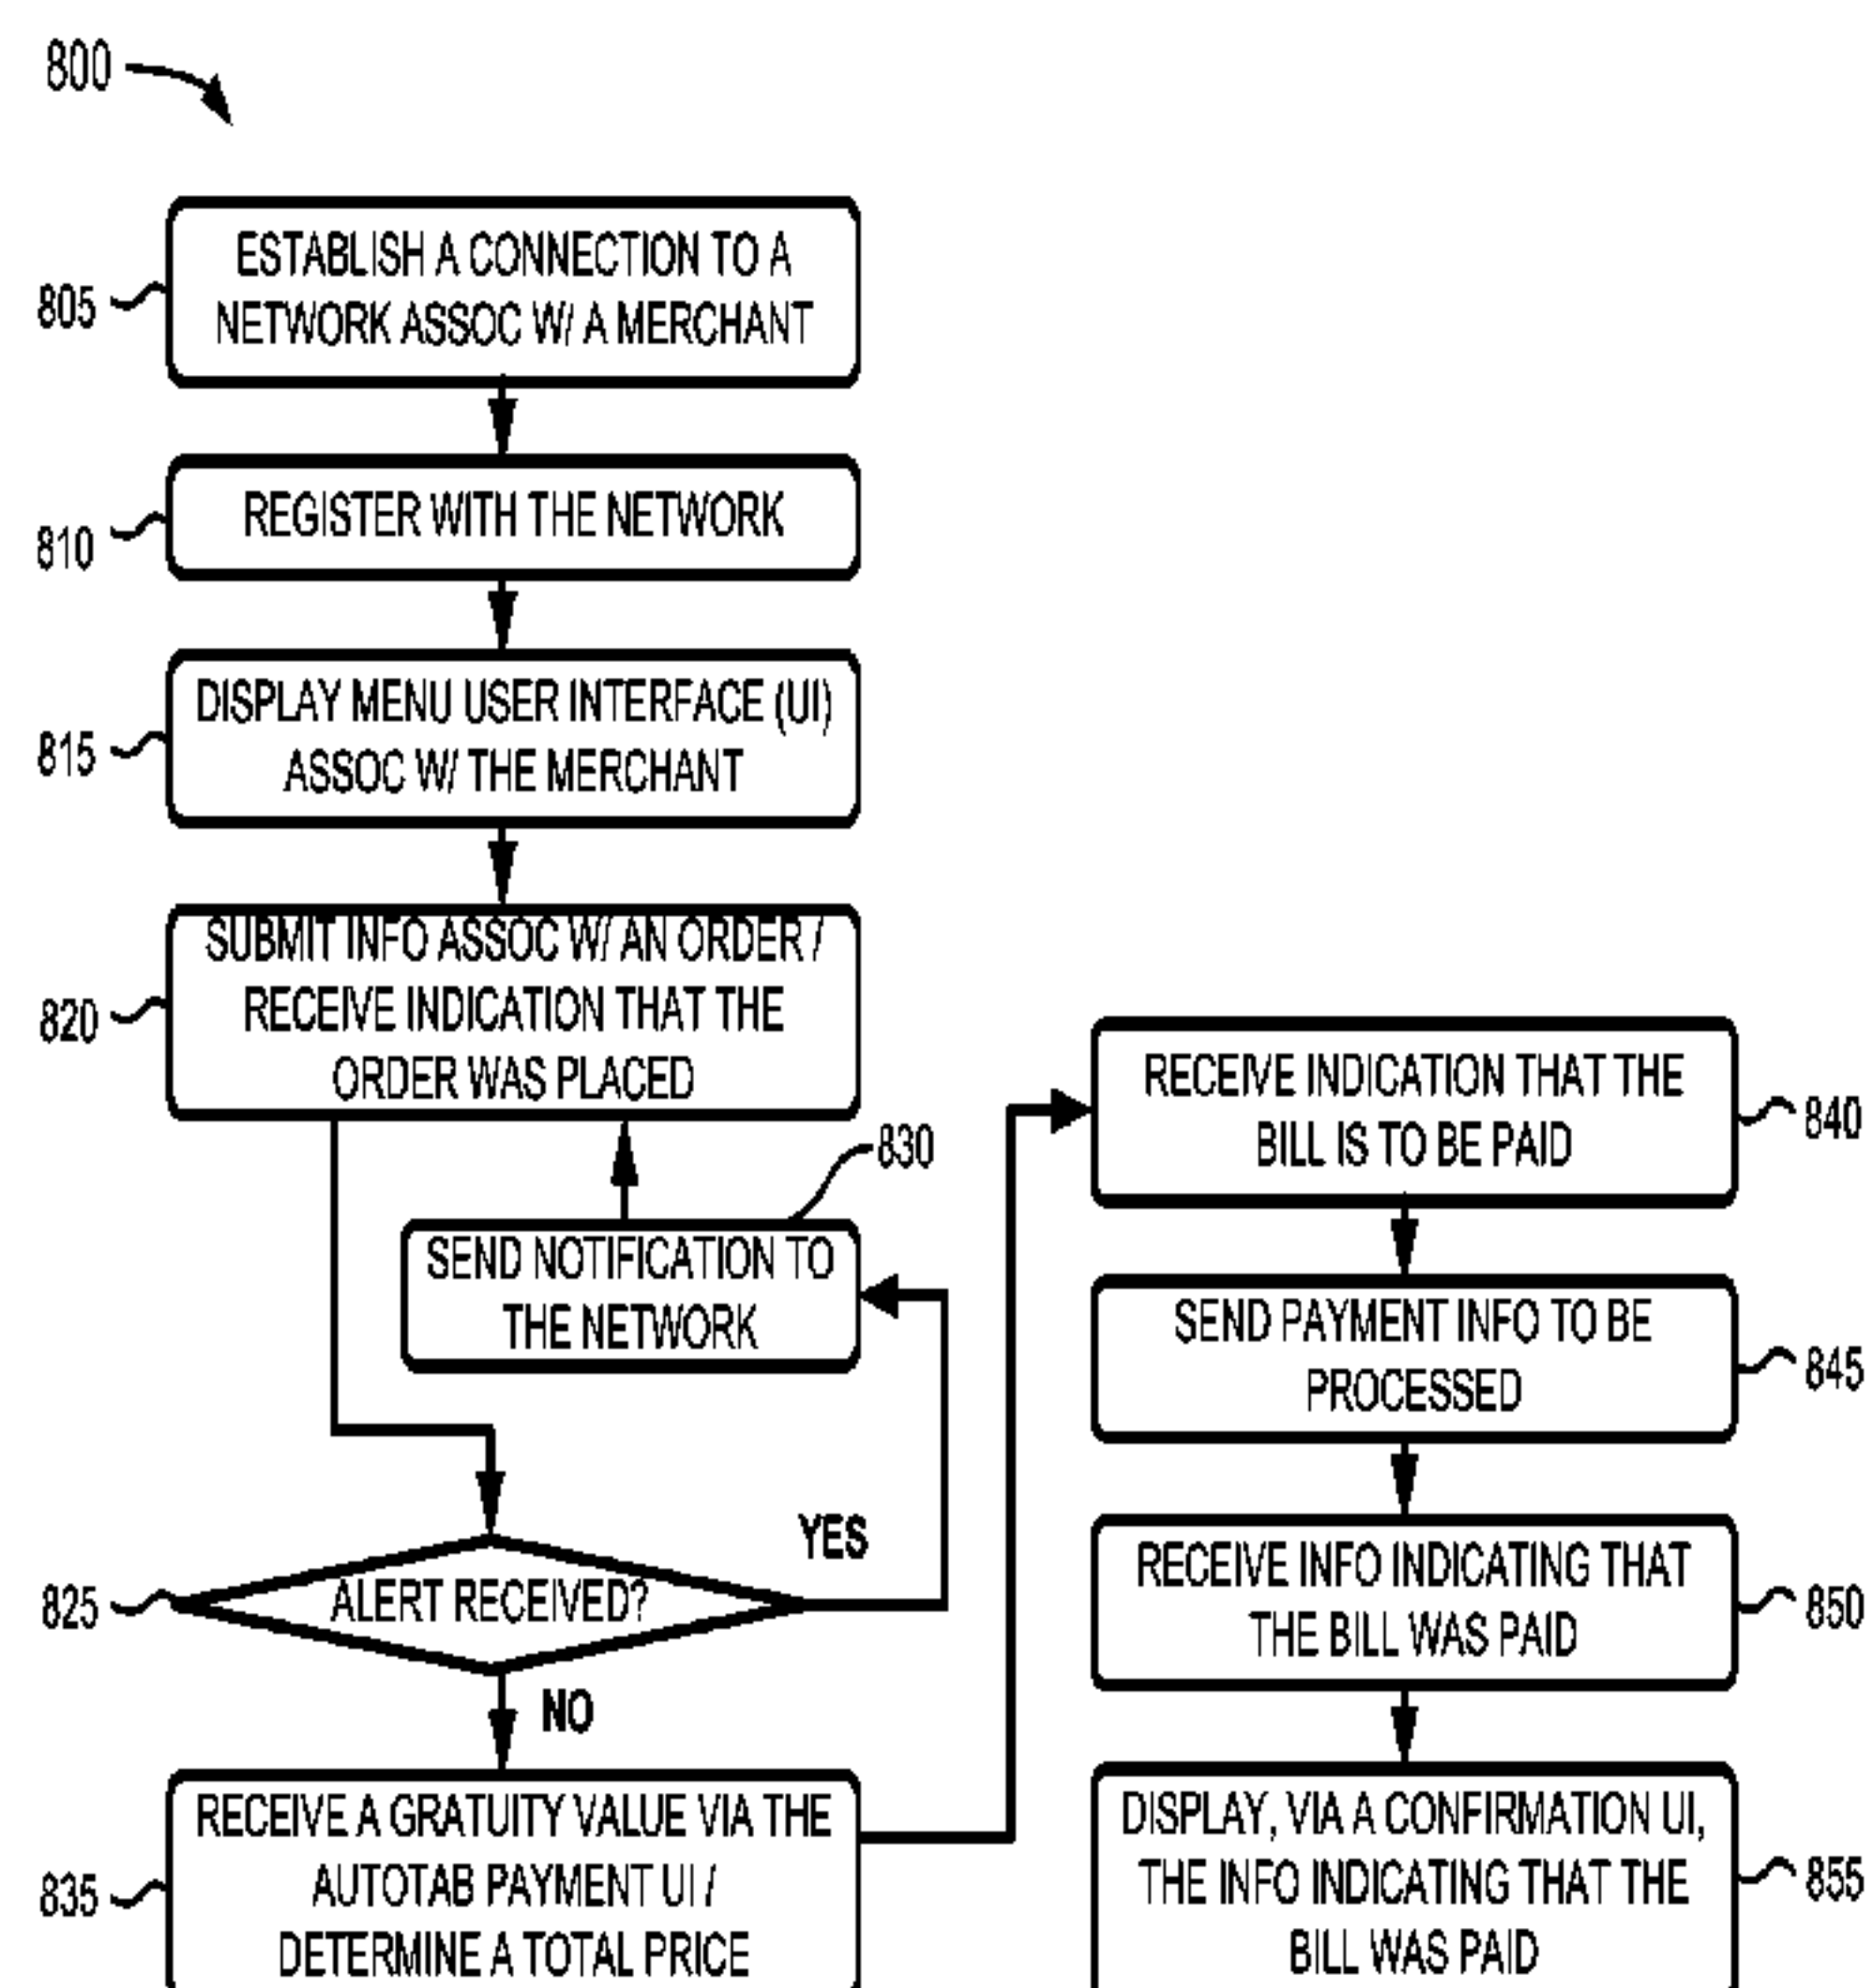 800
805
ESTABLISH A CONNECTION TO A
NETWORK ASSOC W/ A MERCHANT
810
REGISTER WITH THE NETWORK
815
DISPLAY MENU USER INTERFACE (UI)
ASSOC W/ THE MERCHANT
820
SUBMIT INFO ASSOC W/ AN ORDER /
RECEIVE INDICATION THAT THE
ORDER WAS PLACED
830
SEND NOTIFICATION TO
THE NETWORK
825
ALERT RECEIVED?
YES
NO
835
RECEIVE A GRATUITY VALUE VIA THE
AUTOTAB PAYMENT UI /
DETERMINE A TOTAL PRICE
RECEIVE INDICATION THAT THE
BILL IS TO BE PAID
840
SEND PAYMENT INFO TO BE
PROCESSED
845
RECEIVE INFO INDICATING THAT
THE BILL WAS PAID
850
DISPLAY, VIA A CONFIRMATION UI,
THE INFO INDICATING THAT THE
BILL WAS PAID
855